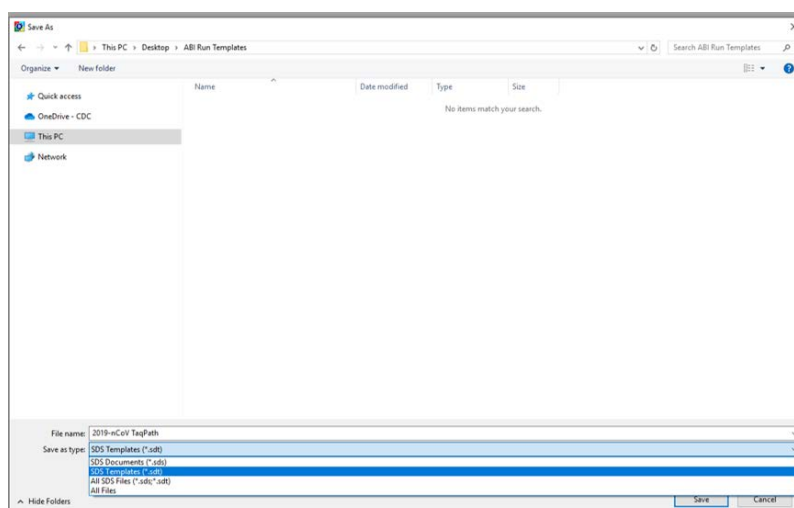 Save As
This PC › Desktop › ABI Run Templates
Search ABI Run Templates
Organize
New folder
Name
Date modified
Type
Size
Quick access
No items match your search.
OneDrive - CDC
This PC
Network
File name: 2019-nCoV TaqPath
Save as type: SDS Templates (*.sdt)
SDS Documents (*.sds)
SDS Templates (*.sdt)
All SDS Files (*.sds;*.sdt)
All Files
Hide Folders
Save
Cancel